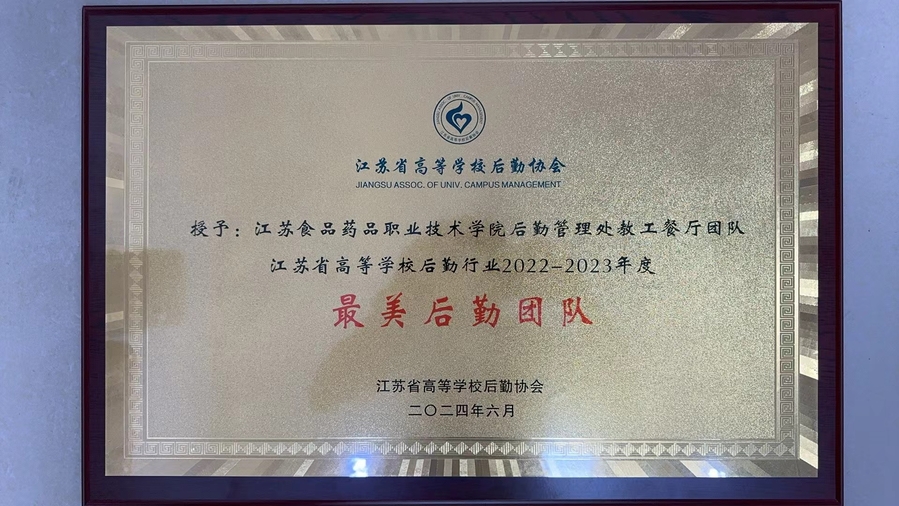 江苏省高等学校后勤协会
JIANGSU ASSOC. OF UNIV. CAMPUS MANAGEMENT
授予：江苏食品药品职业技术学院后勤管理处教工餐厅团队
江苏省高等学校后勤行业2022-2023年度
最美后勤团队
江苏省高等学校后勤协会
二〇二四年六月